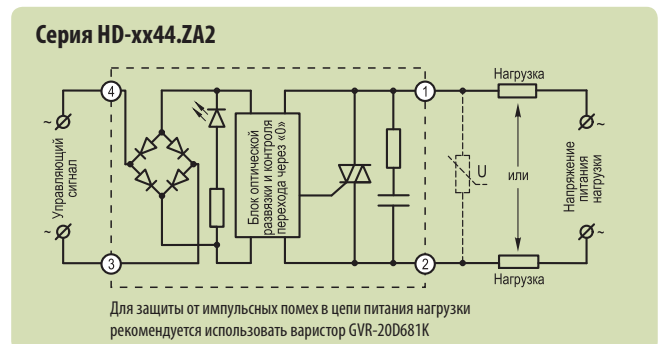 Серия HD-xx44.ZA2
4
1
Нагрузка
~
~
Управляющий
сигнал
Блок оптической
развязки и контроля
перехода через «0»
U
или
Напряжение
питания
нагрузки
~
~
3
2
Нагрузка
Для защиты от импульсных помех в цепи питания нагрузки
рекомендуется использовать варистор GVR-20D681K